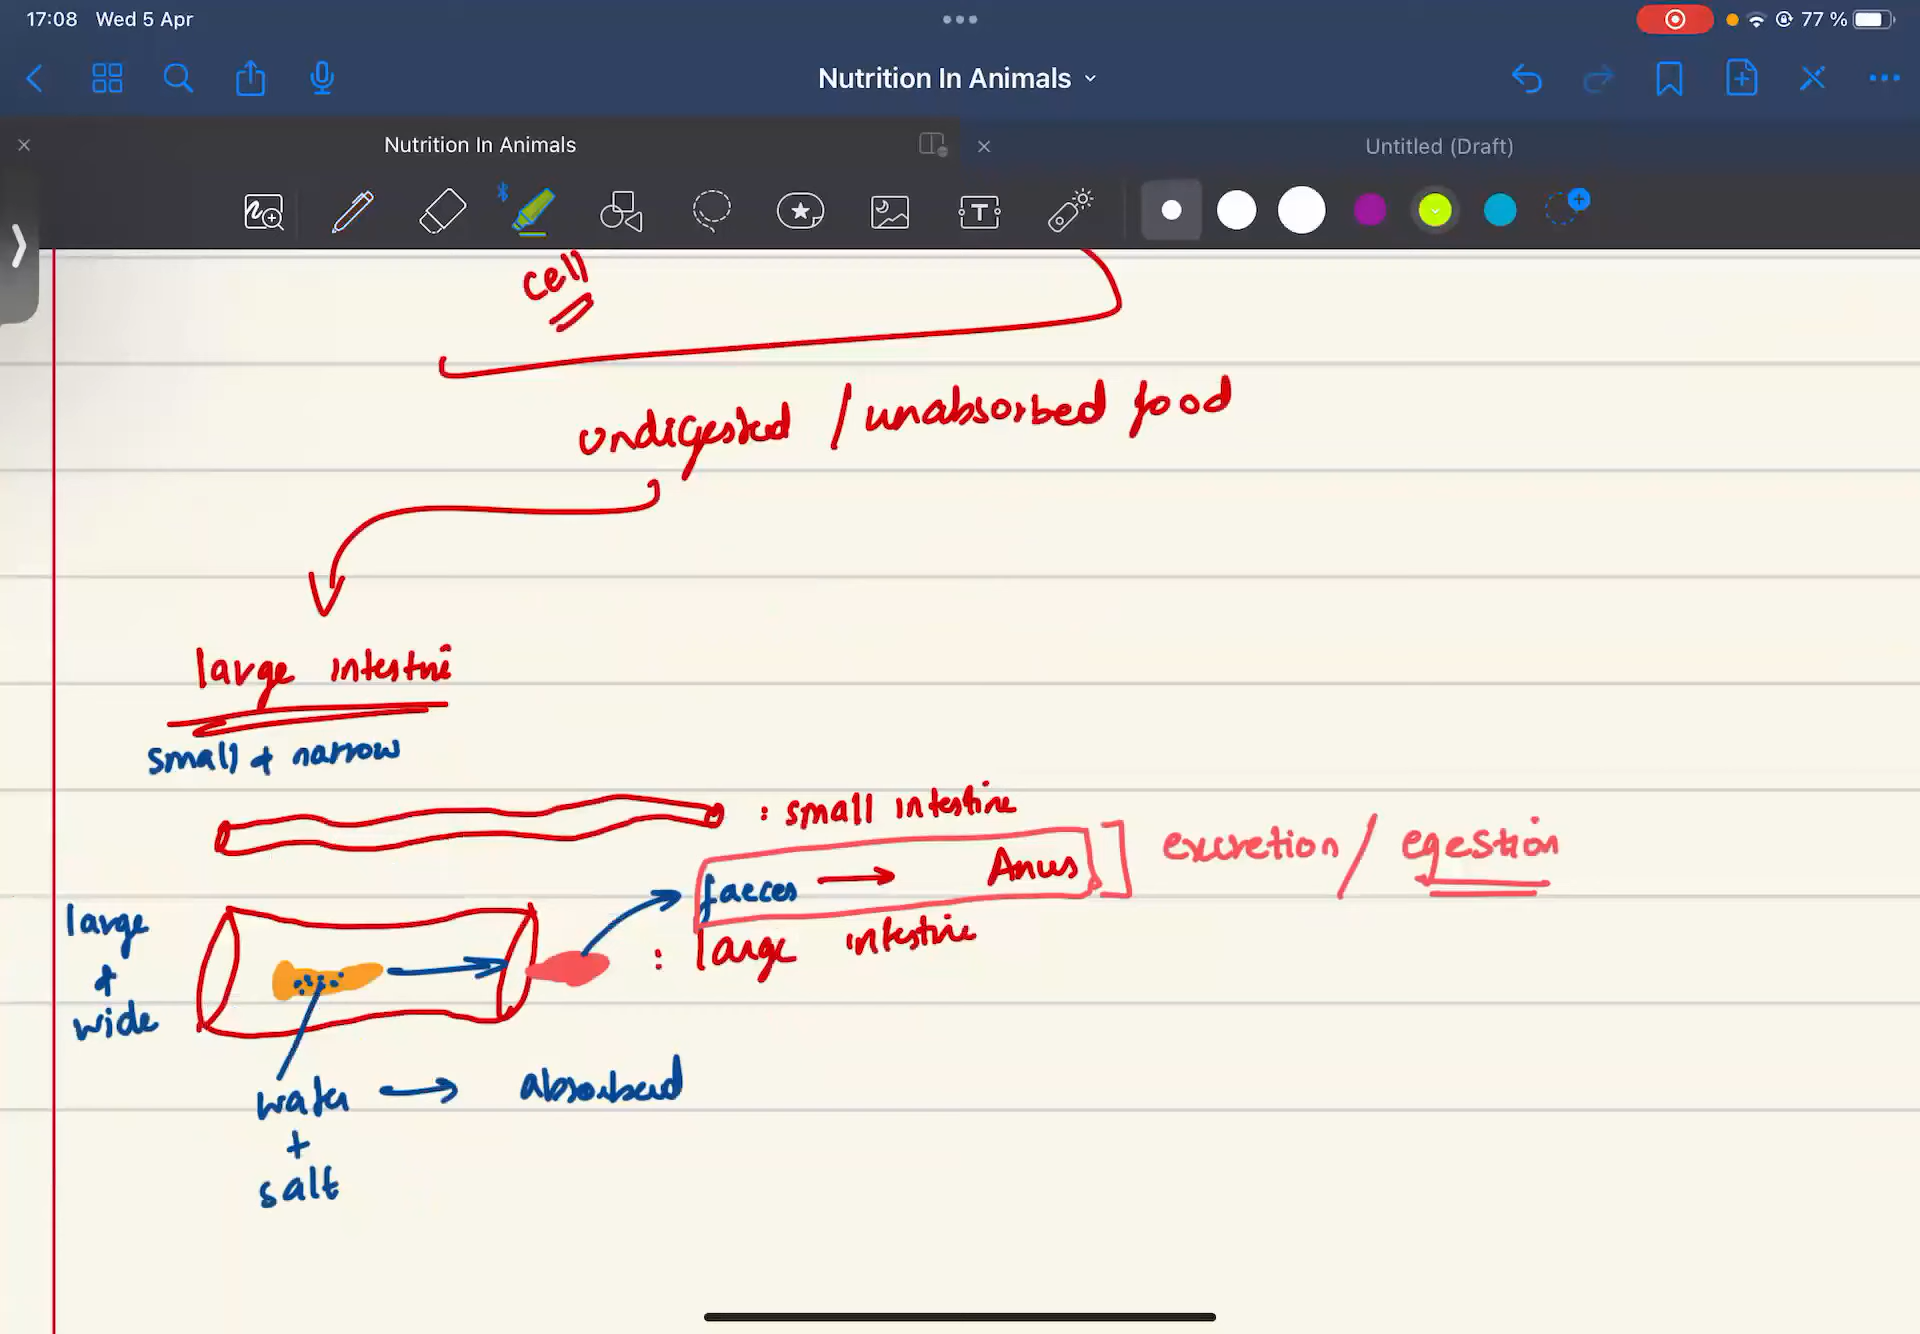 17:08 Wed 5 Apr
77 %
Nutrition In Animals
Nutrition In Animals
Untitled (Draft)
cell
undigested / unabsorbed food
large intestine
small + narrow
: small intestine
faeces → Anus
excretion / egestion
large
+
wide
: large intestine
water → absorbed
+
salt